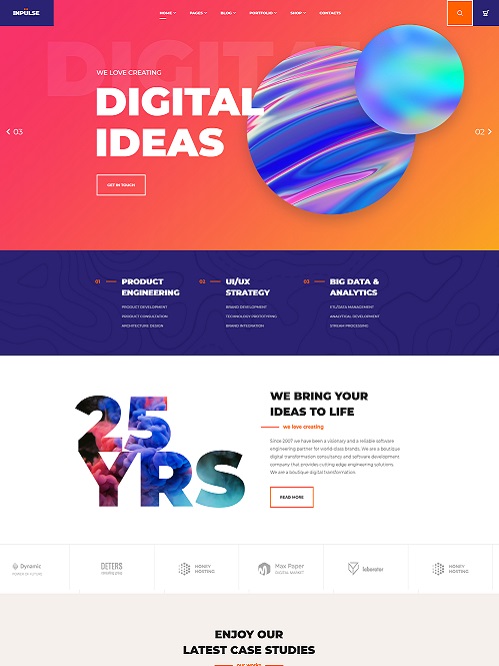 INPULSE
HOME PAGES BLOG PORTFOLIO SHOP CONTACTS
DIGITAL
WE LOVE CREATING
DIGITAL
IDEAS
03
02
GET IN TOUCH
01 PRODUCT
ENGINEERING
PRODUCT DEVELOPMENT
PRODUCT CONSULTATION
ARCHITECTURE DESIGN
02 UI/UX
STRATEGY
BRAND DEVELOPMENT
TECHNOLOGY PROTOTYPING
BRAND INTEGRATION
03 BIG DATA &
ANALYTICS
ETL/DATA MANAGEMENT
ANALYTICAL DEVELOPMENT
STREAM PROCESSING
25
YRS
WE BRING YOUR
IDEAS TO LIFE
we love creating
Since 2007 we have been a visionary and a reliable software
engineering partner for world-class brands. We are a boutique
digital transformation consultancy and software development
company that provides cutting edge engineering solutions.
We are a boutique digital transformation.
READ MORE
Dynamic
POWER OF FUTURE
DETERS
HONEY
HOSTING
Max Paper
DIGITAL MARKET
laborator
HONEY
HOSTING
ENJOY OUR
LATEST CASE STUDIES
our works